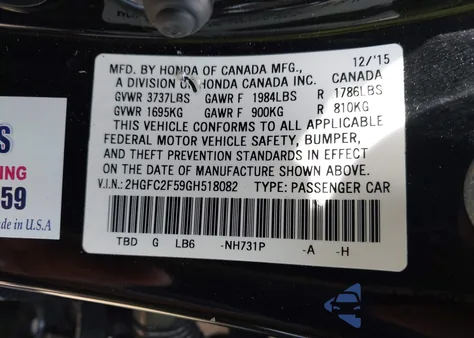 12/'15
MFD. BY HONDA OF CANADA MFG.,
A DIVISION OF HONDA CANADA INC. CANADA
GVWR 3737LBS GAWR F 1984LBS R 1786LBS
GVWR 1695KG GAWR F 900KG R 810KG
THIS VEHICLE CONFORMS TO ALL APPLICABLE
FEDERAL MOTOR VEHICLE SAFETY, BUMPER,
AND THEFT PREVENTION STANDARDS IN EFFECT
ON THE DATE OF MANUFACTURE SHOWN ABOVE.
V.I.N.: 2HGFC2F59GH518082 TYPE: PASSENGER CAR
TBD G LB6 -NH731P -A -H
S
ING
59
de in U.S.A